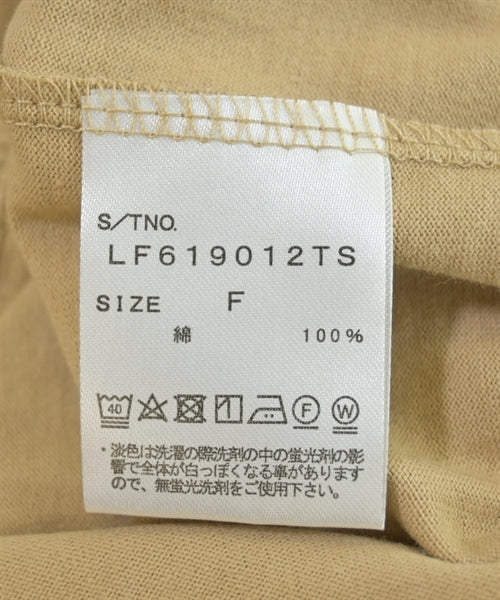 S/TNO.
LF619012TS
SIZE F
綿 100%
40 F W
・淡色は洗濯の際洗剤の中の蛍光剤の影
響で全体が白っぽくなる事があります
ので、無蛍光洗剤をご使用下さい。